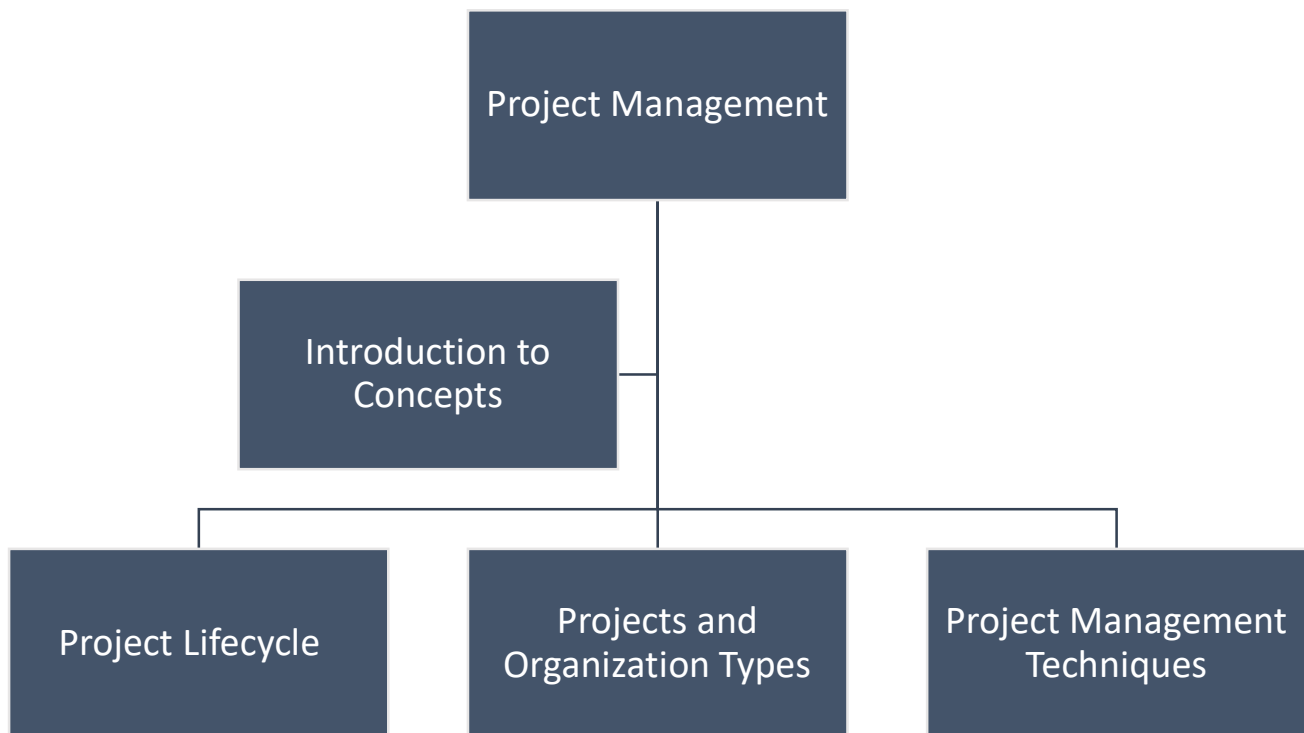 Project Management
Introduction to
Concepts
Project Lifecycle
Projects and
Organization Types
Project Management
Techniques